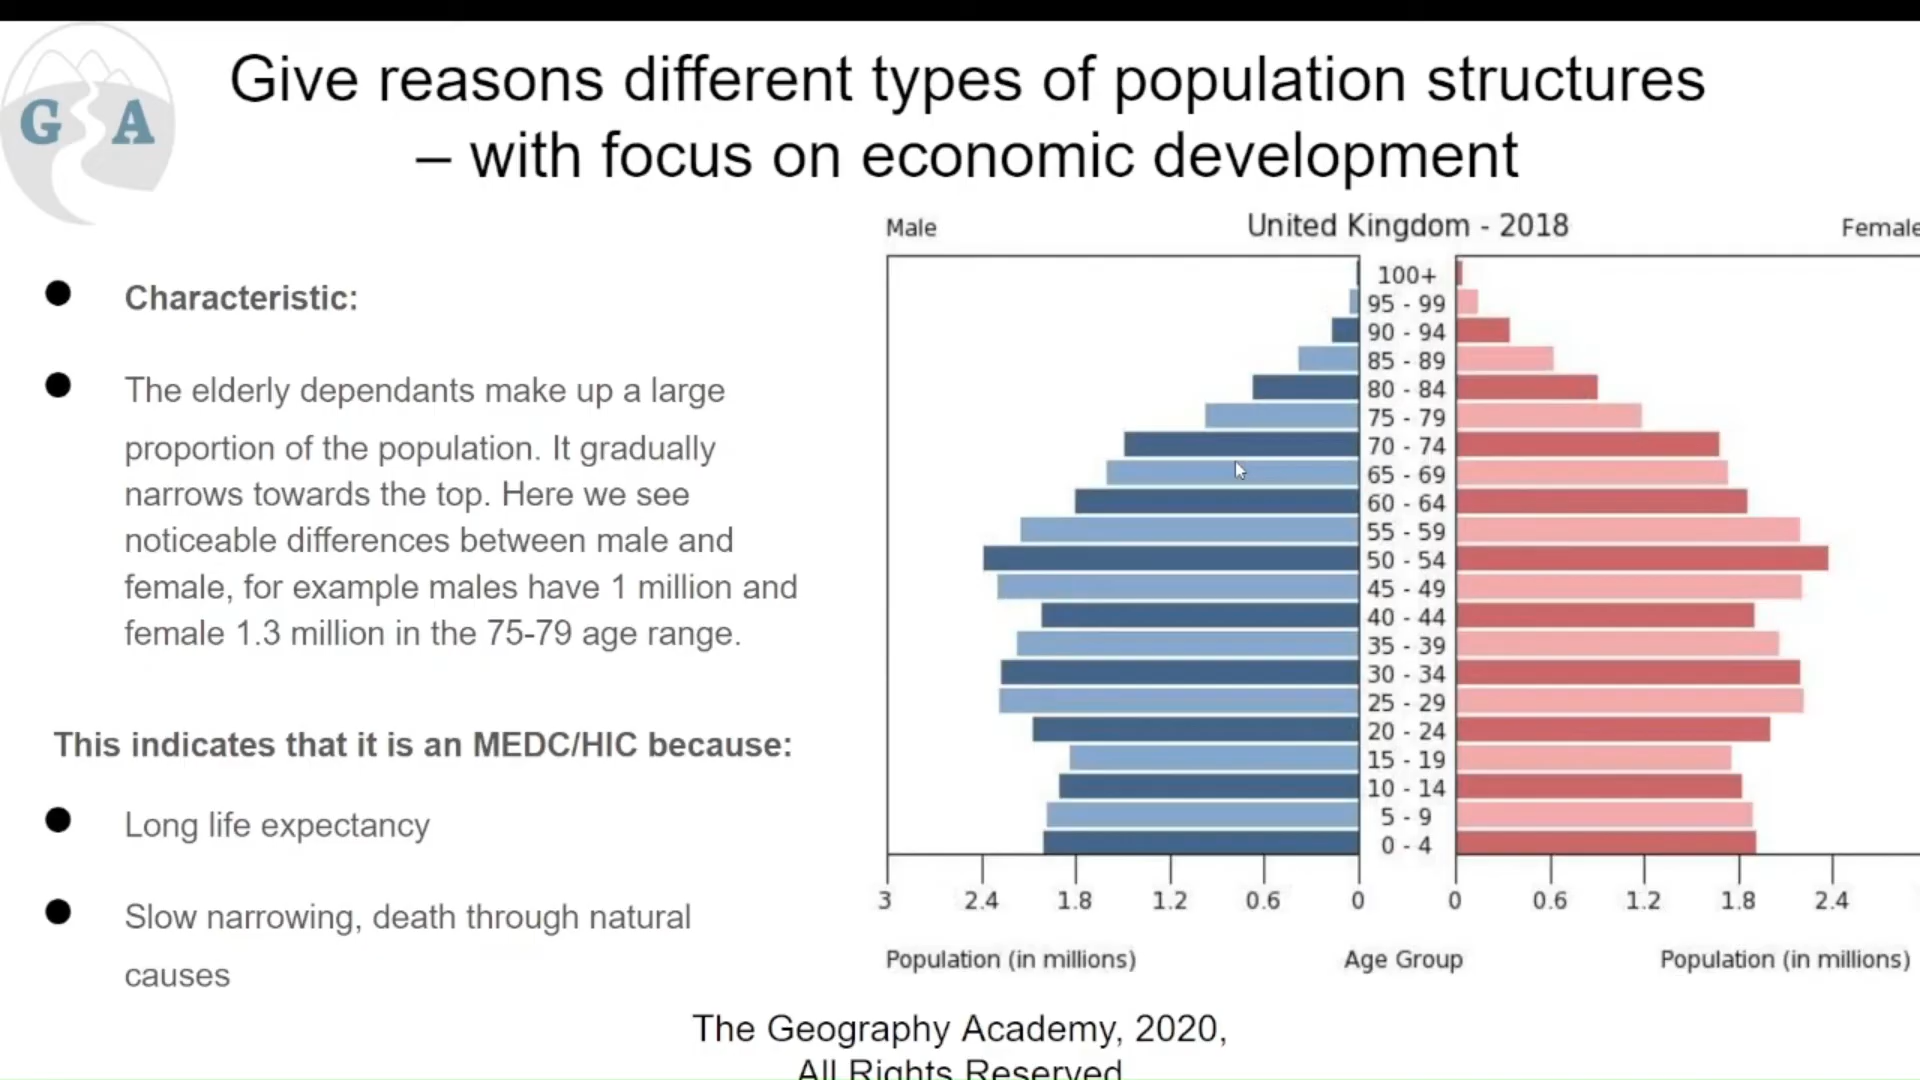 G A
Give reasons different types of population structures
– with focus on economic development
Male
United Kingdom - 2018
Female
Characteristic:
The elderly dependants make up a large
proportion of the population. It gradually
narrows towards the top. Here we see
noticeable differences between male and
female, for example males have 1 million and
female 1.3 million in the 75-79 age range.
This indicates that it is an MEDC/HIC because:
Long life expectancy
Slow narrowing, death through natural
causes
100+
95 - 99
90 - 94
85 - 89
80 - 84
75 - 79
70 - 74
65 - 69
60 - 64
55 - 59
50 - 54
45 - 49
40 - 44
35 - 39
30 - 34
25 - 29
20 - 24
15 - 19
10 - 14
5 - 9
0 - 4
3 2.4 1.8 1.2 0.6 0 0 0.6 1.2 1.8 2.4
Population (in millions) Age Group Population (in millions)
The Geography Academy, 2020,
All Rights Reserved